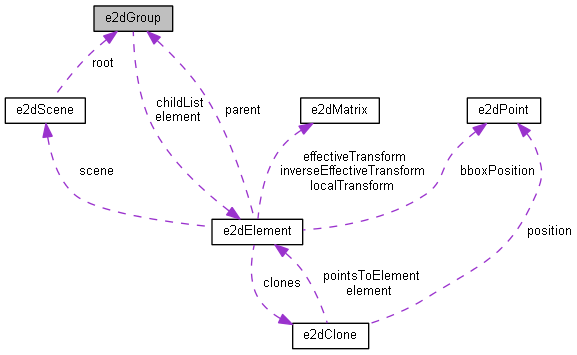 e2dGroup
root
childList
element
parent
e2dScene
e2dMatrix
e2dPoint
scene
effectiveTransform
inverseEffectiveTransform
localTransform
bboxPosition
e2dElement
position
clones
pointsToElement
element
e2dClone